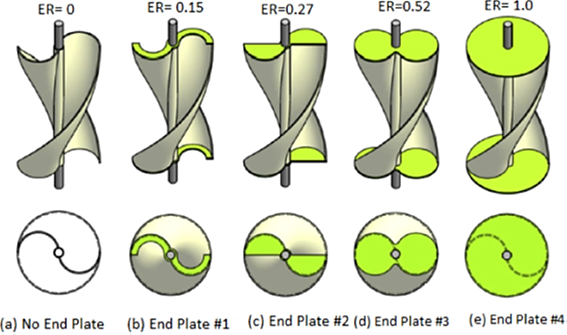 ER= 0
ER= 0.15
ER=0.27
ER=0.52
ER= 1.0
(a) No End Plate
(b) End Plate #1
(c) End Plate #2
(d) End Plate #3
(e) End Plate #4